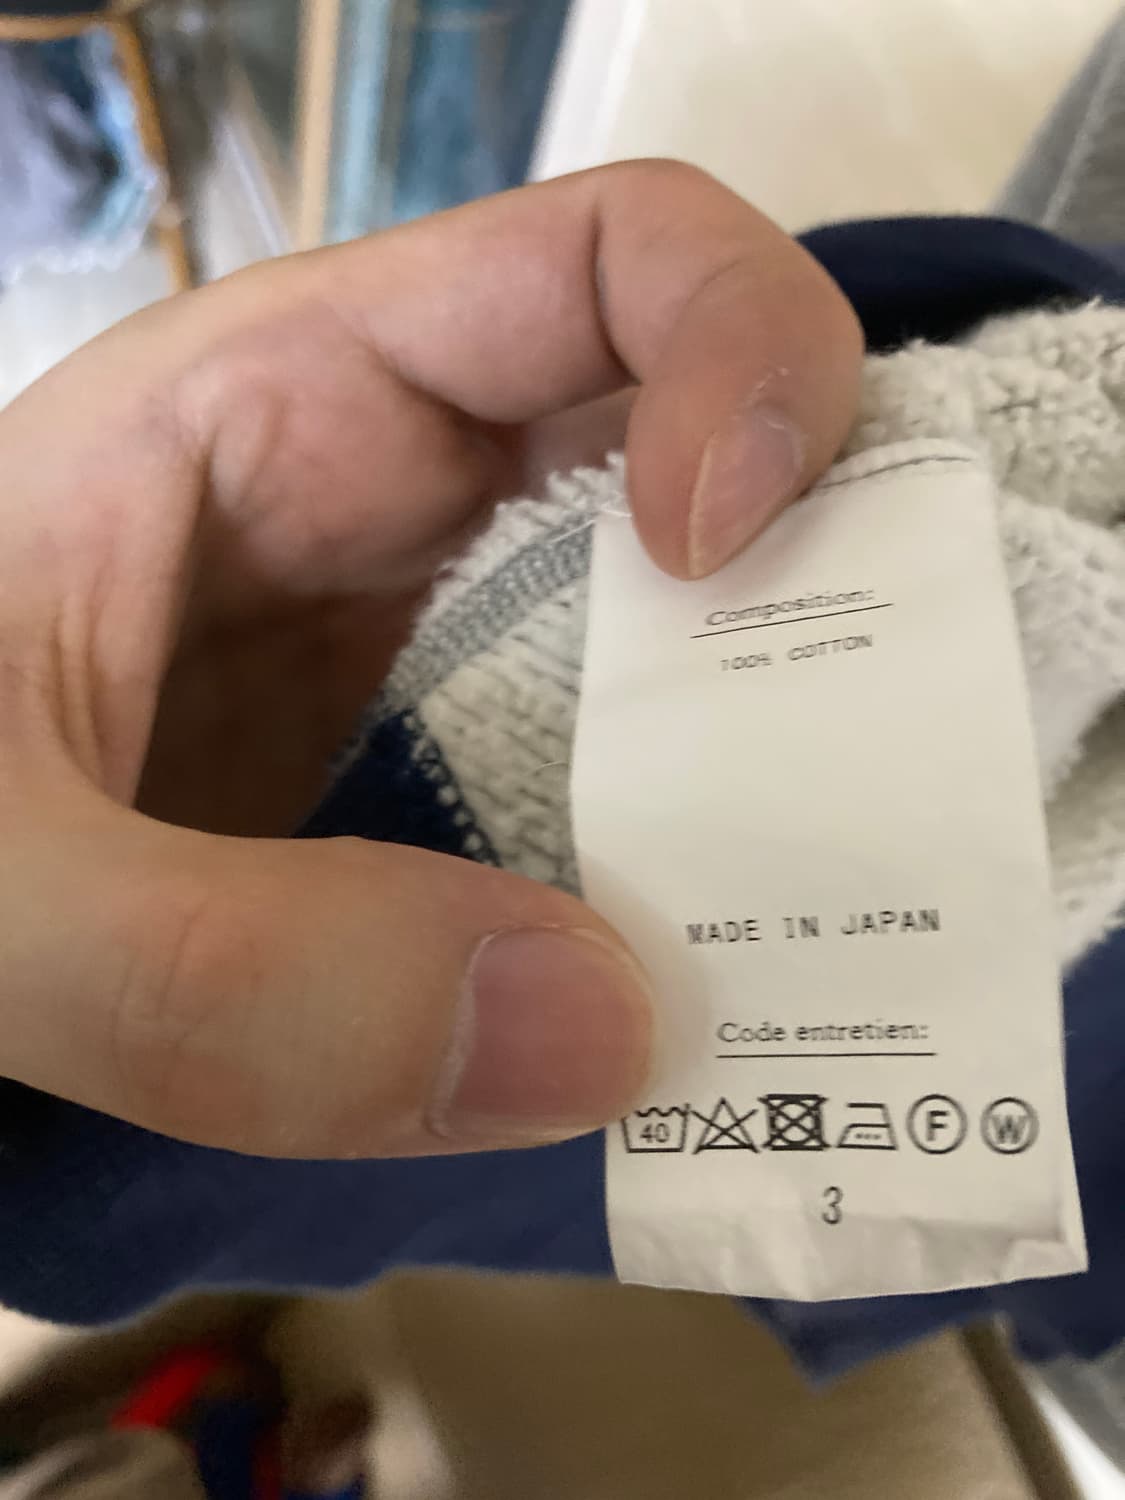 Composition:
100% COTTON
MADE IN JAPAN
Code entretien:
40 F W
3